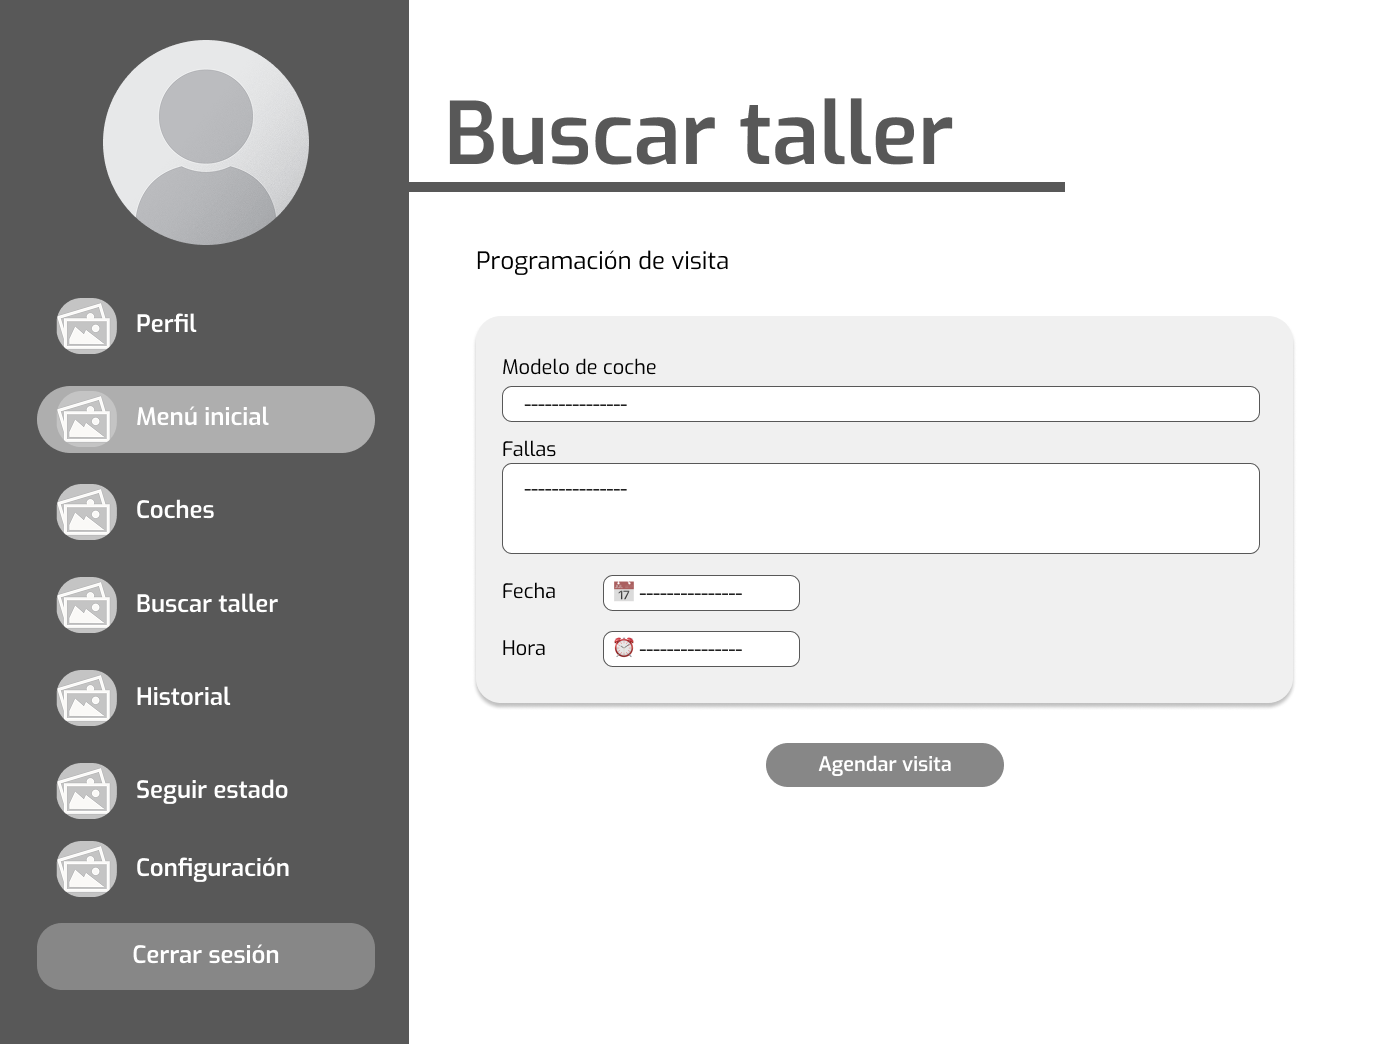 Buscar taller
Programación de visita
Perfil
Menú inicial
Coches
Buscar taller
Historial
Seguir estado
Configuración
Cerrar sesión
Modelo de coche
---------------
Fallas
---------------
Fecha
17 ---------------
Hora
---------------
Agendar visita